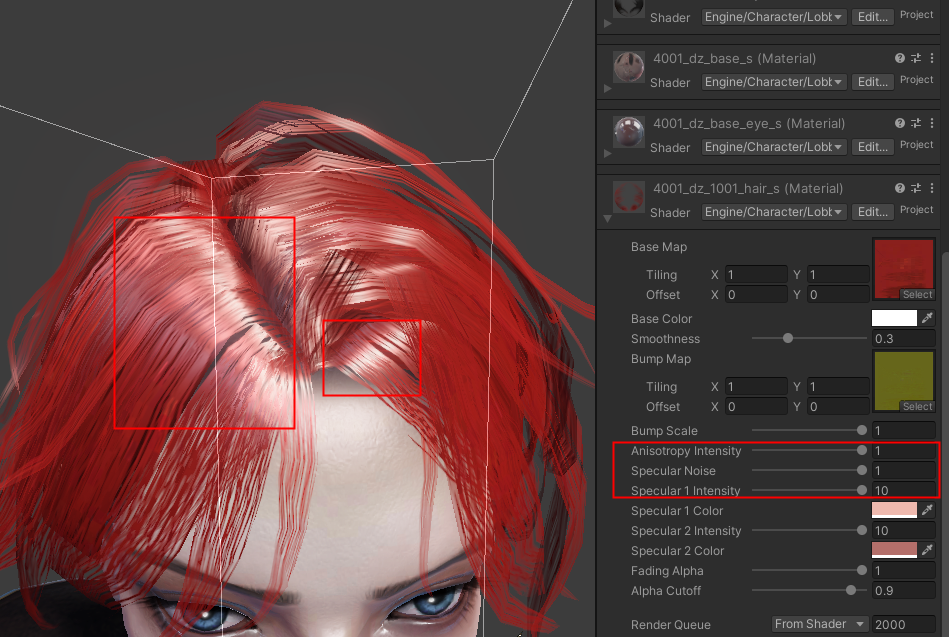 Shader Engine/Character/Lobb Edit... Project
4001_dz_base_s (Material)
Shader Engine/Character/Lobb Edit... Project
4001_dz_base_eye_s (Material)
Shader Engine/Character/Lobb Edit... Project
4001_dz_1001_hair_s (Material)
Shader Engine/Character/Lobb Edit... Project
Base Map
Tiling X 1 Y 1
Offset X 0 Y 0 Select
Base Color
Smoothness 0.3
Bump Map
Tiling X 1 Y 1
Offset X 0 Y 0 Select
Bump Scale 1
Anisotropy Intensity 1
Specular Noise 1
Specular 1 Intensity 10
Specular 1 Color
Specular 2 Intensity 10
Specular 2 Color
Fading Alpha 1
Alpha Cutoff 0.9
Render Queue From Shader 2000